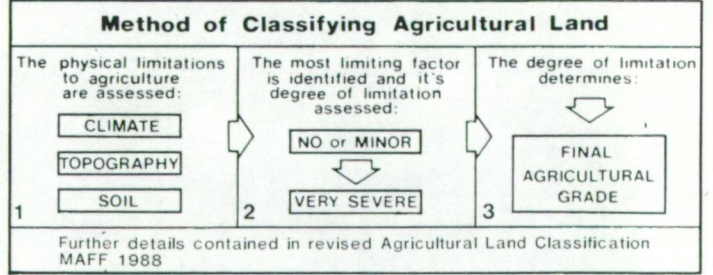 Method of Classifying Agricultural Land
The physical limitations
to agriculture
are assessed:
CLIMATE
TOPOGRAPHY
SOIL
1
The most limiting factor
is identified and it's
degree of limitation
assessed:
NO or MINOR
VERY SEVERE
2
The degree of limitation
determines:
FINAL
AGRICULTURAL
GRADE
3
Further details contained in revised Agricultural Land Classification
MAFF 1988